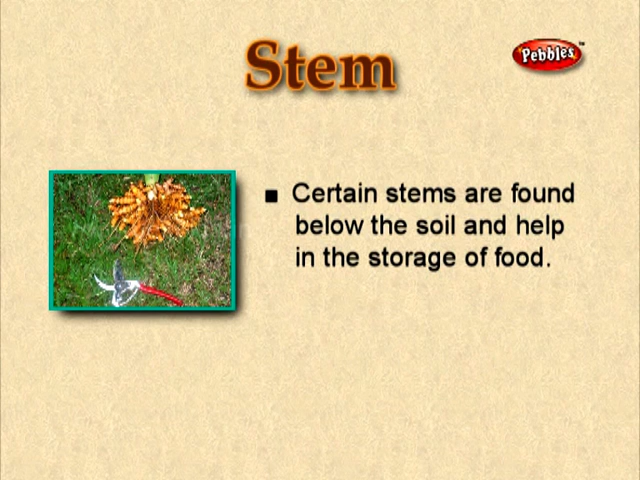 Stem
Pebbles™
■ Certain stems are found
below the soil and help
in the storage of food.